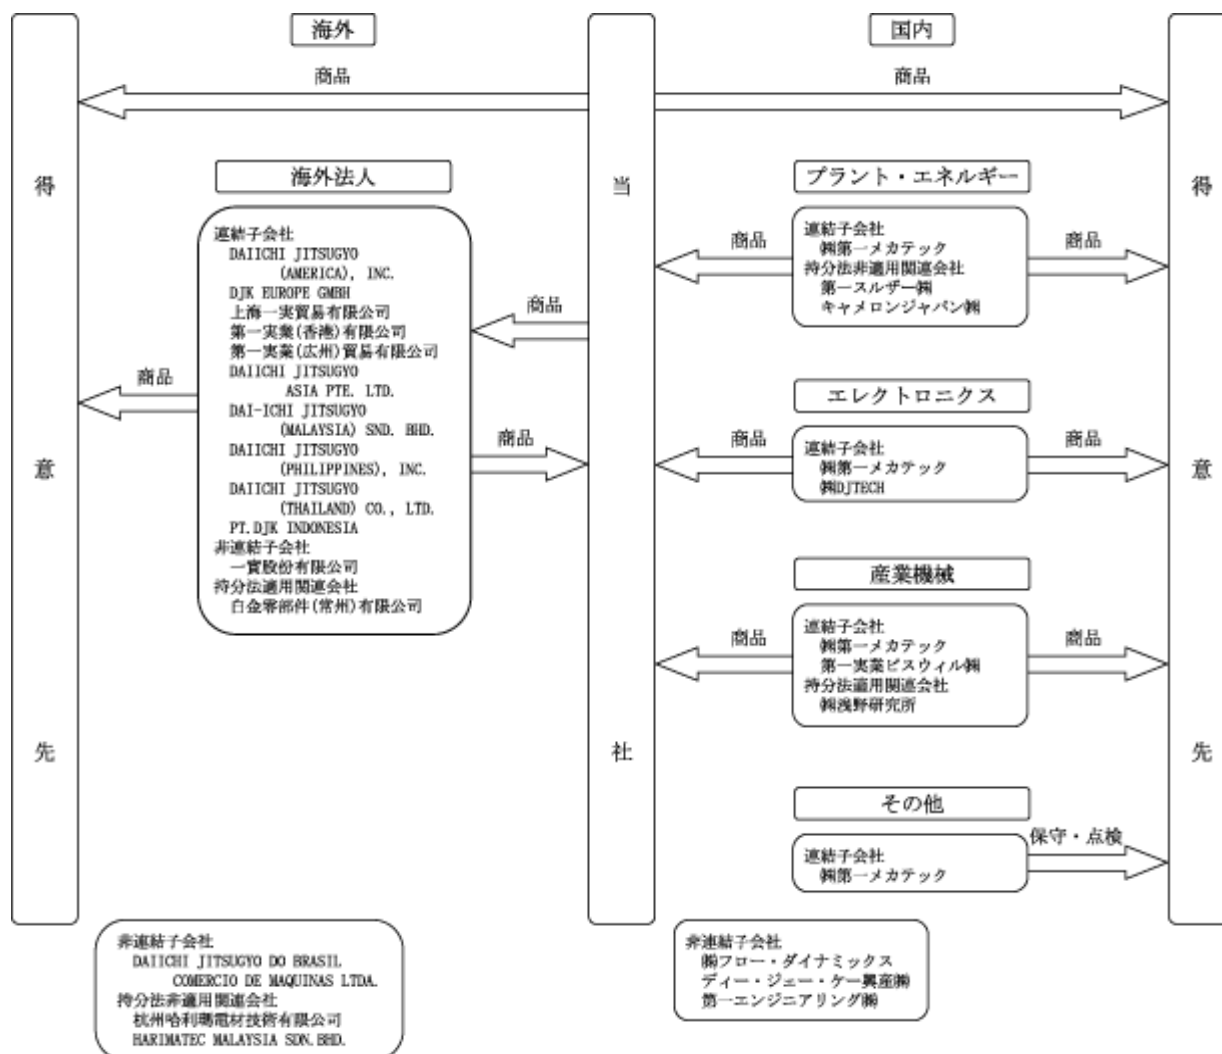 海外
国内
商品
商品
得意先
当社
得意先
海外法人
連結子会社
DAIICHI JITSUGYO
(AMERICA), INC.
DJK EUROPE GMBH
上海一実貿易有限公司
第一実業(香港)有限公司
第一実業(広州)貿易有限公司
DAIICHI JITSUGYO
ASIA PTE. LTD.
DAI-ICHI JITSUGYO
(MALAYSIA) SND. BHD.
DAIICHI JITSUGYO
(PHILIPPINES), INC.
DAIICHI JITSUGYO
(THAILAND) CO., LTD.
PT.DJK INDONESIA
非連結子会社
一實股份有限公司
持分法適用関連会社
白金零部件(常州)有限公司
商品
商品
商品
プラント・エネルギー
商品
連結子会社
㈱第一メカテック
持分法非適用関連会社
第一スルザー㈱
キャメロンジャパン㈱
商品
エレクトロニクス
商品
連結子会社
㈱第一メカテック
㈱DJTECH
商品
産業機械
商品
連結子会社
㈱第一メカテック
第一実業ビスウィル㈱
持分法適用関連会社
㈱浅野研究所
商品
その他
連結子会社
㈱第一メカテック
保守・点検
非連結子会社
DAIICHI JITSUGYO DO BRASIL
COMERCIO DE MAQUINAS LTDA.
持分法非適用関連会社
杭州哈利瑪電材技術有限公司
HARIMATEC MALAYSIA SDN.BHD.
非連結子会社
㈱フロー・ダイナミックス
ディー・ジェー・ケー興産㈱
第一エンジニアリング㈱